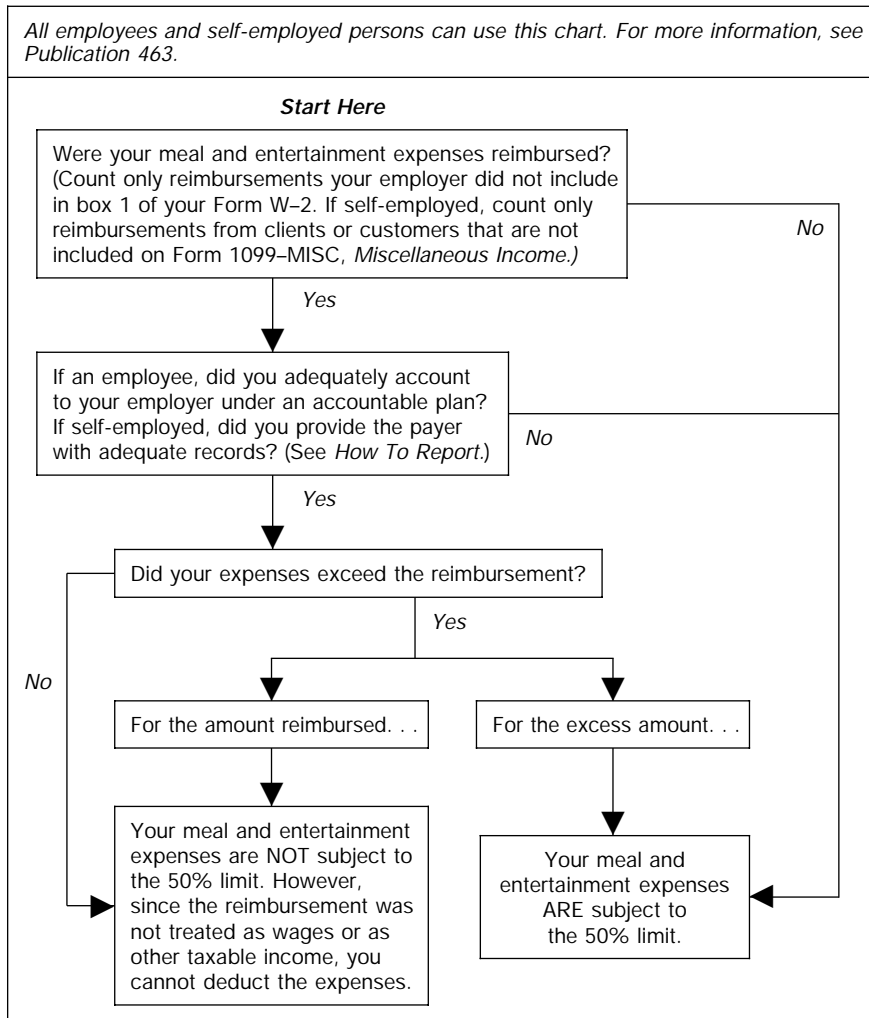 All employees and self-employed persons can use this chart. For more information, see
Publication 463.
Start Here
Were your meal and entertainment expenses reimbursed?
(Count only reimbursements your employer did not include
in box 1 of your Form W–2. If self-employed, count only
reimbursements from clients or customers that are not
included on Form 1099–MISC, Miscellaneous Income.)
No
Yes
If an employee, did you adequately account
to your employer under an accountable plan?
If self-employed, did you provide the payer
with adequate records? (See How To Report.)
No
Yes
Did your expenses exceed the reimbursement?
Yes
No
For the amount reimbursed. . .
For the excess amount. . .
Your meal and entertainment
expenses are NOT subject to
the 50% limit. However,
since the reimbursement was
not treated as wages or as
other taxable income, you
cannot deduct the expenses.
Your meal and
entertainment expenses
ARE subject to
the 50% limit.